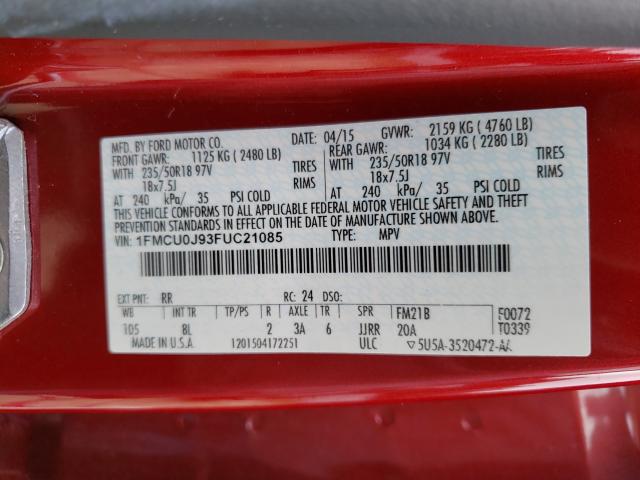 MFD. BY FORD MOTOR CO. DATE: 04/15 GVWR: 2159 KG ( 4760 LB)
FRONT GAWR: 1125 KG ( 2480 LB) REAR GAWR: 1034 KG ( 2280 LB)
WITH 235/50R18 97V TIRES WITH 235/50R18 97V TIRES
18x7.5J RIMS 18x7.5J RIMS
AT 240 kPa/ 35 PSI COLD AT 240 kPa/ 35 PSI COLD
THIS VEHICLE CONFORMS TO ALL APPLICABLE FEDERAL MOTOR VEHICLE SAFETY, BUMPER, AND THEFT PREVENTION STANDARDS IN EFFECT ON THE
DATE OF MANUFACTURE SHOWN ABOVE.
VIN: 1FMCU0J93FUC21085 TYPE: MPV
EXT PNT: RR RC: 24 DSO:
WB INT TR TP/PS R AXLE TR SPR FM21B F0072
105 8L 2 3A 6 JJRR 20A T0339
MADE IN U.S.A. 1201504172251 ULC ▽5U5A-3520472-AA